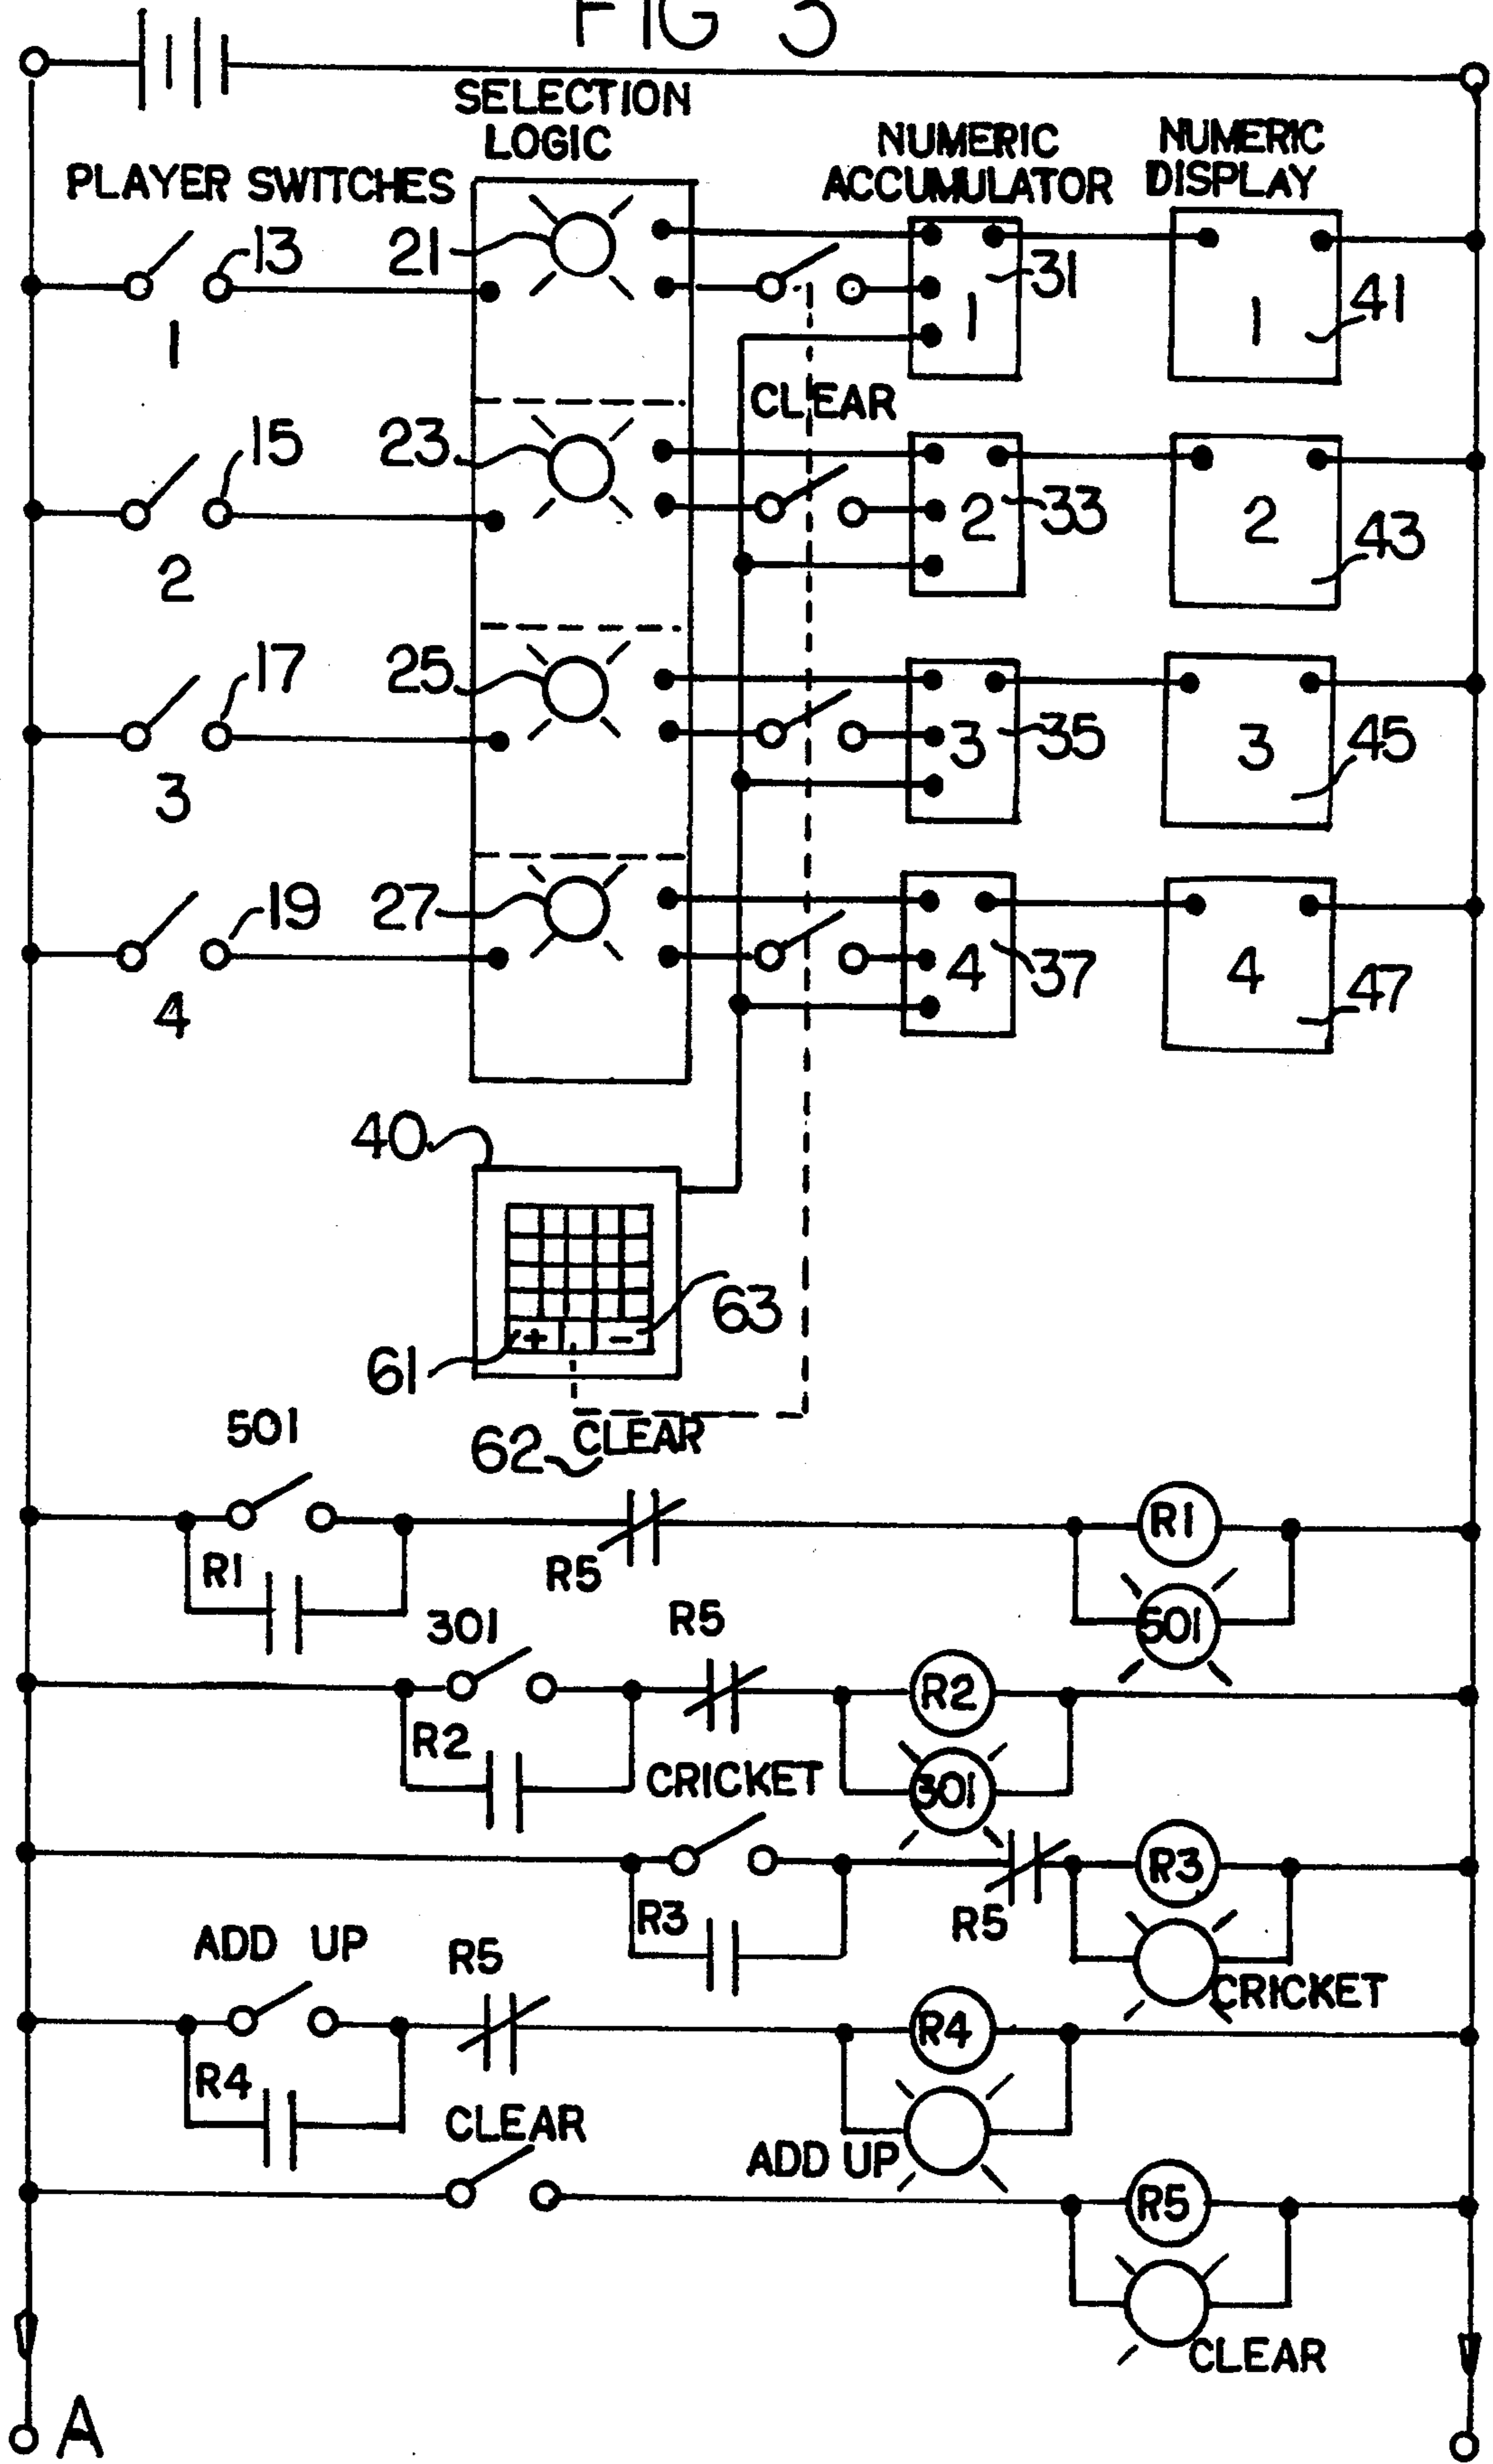 FIG 3
SELECTION
LOGIC
NUMERIC
ACCUMULATOR
NUMERIC
DISPLAY
PLAYER SWITCHES
13
21
31
41
1
1
1
CLEAR
15
23
2
33
2
43
2
17
25
3
35
3
45
3
19
27
4
37
4
47
4
40
+
-
63
61
62 CLEAR
501
R1
R1
R5
501
301
R5
R2
R2
301
CRICKET
R3
R3
R5
CRICKET
ADD UP
R5
R4
R4
CLEAR
ADD UP
R5
CLEAR
A